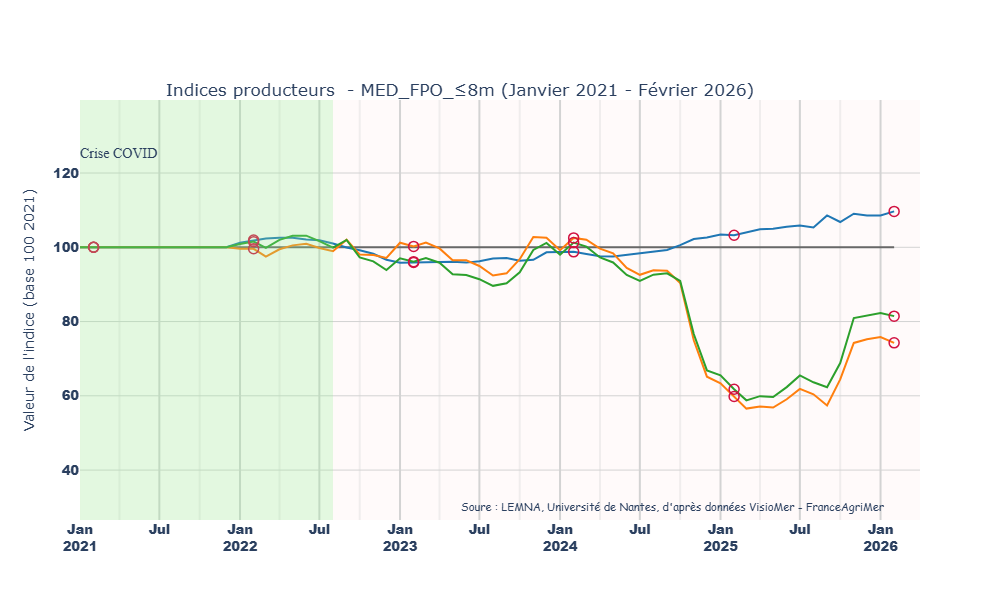 Indices producteurs  - MED_FPO_≤8m (Janvier 2021 - Février 2026)
Crise COVID
Valeur de l'indice (base 100 2021)
120
100
80
60
40
Soure : LEMNA, Université de Nantes, d'après données VisioMer - FranceAgriMer
Jan Jul Jan Jul Jan Jul Jan Jul Jan Jul Jan
2021 2022 2023 2024 2025 2026